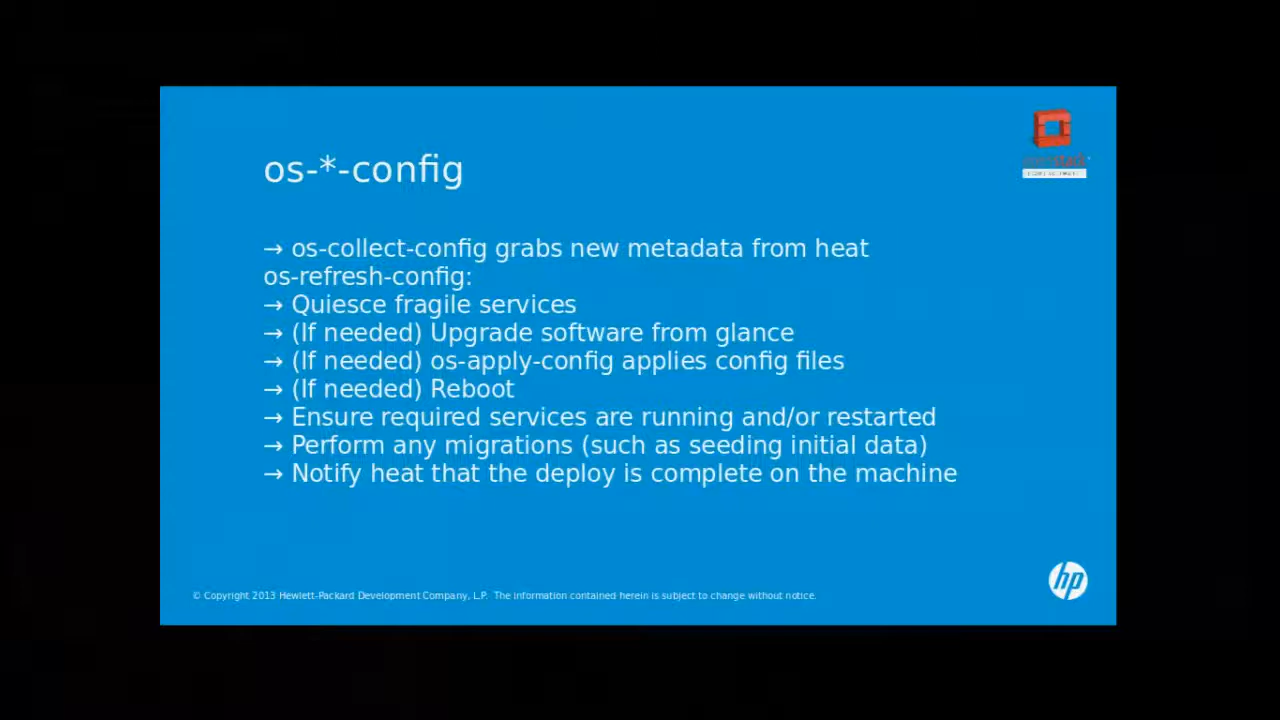 os-*-config
→ os-collect-config grabs new metadata from heat
os-refresh-config:
→ Quiesce fragile services
→ (If needed) Upgrade software from glance
→ (If needed) os-apply-config applies config files
→ (If needed) Reboot
→ Ensure required services are running and/or restarted
→ Perform any migrations (such as seeding initial data)
→ Notify heat that the deploy is complete on the machine
hp
© Copyright 2013 Hewlett-Packard Development Company, L.P. The information contained herein is subject to change without notice.